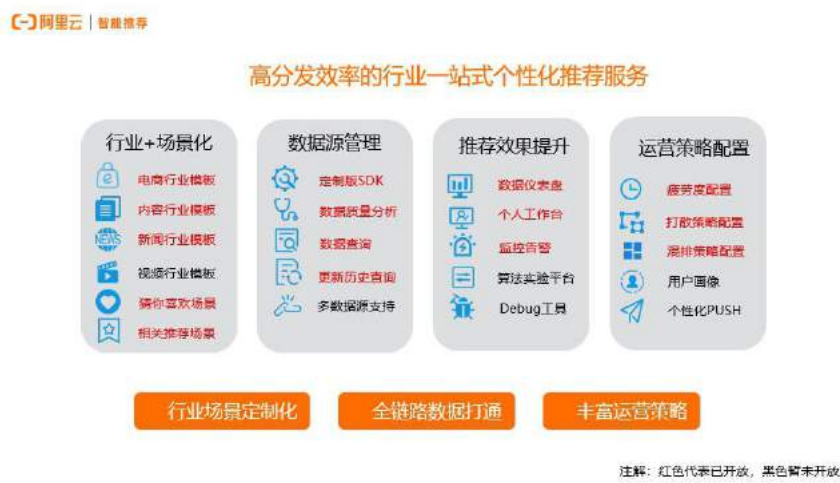 阿里云 | 智能推荐
高分发效率的行业一站式个性化推荐服务
行业+场景化
电商行业模板
内容行业模板
NEWS 新闻行业模板
视频行业模板
猜你喜欢场景
相关推荐场景
数据源管理
定制版SDK
数据质量分析
数据查询
更新历史查询
多数据源支持
推荐效果提升
数据仪表盘
个人工作台
监控告警
算法实验平台
Debug工具
运营策略配置
疲劳度配置
打散策略配置
混排策略配置
用户画像
个性化PUSH
行业场景定制化
全链路数据打通
丰富运营策略
注解：红色代表已开放，黑色暂未开放